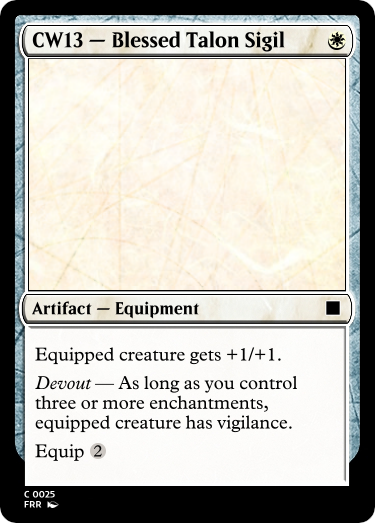 CW13 — Blessed Talon Sigil
Artifact — Equipment
Equipped creature gets +1/+1.
Devout — As long as you control
three or more enchantments,
equipped creature has vigilance.
Equip 2
C 0025
FRR